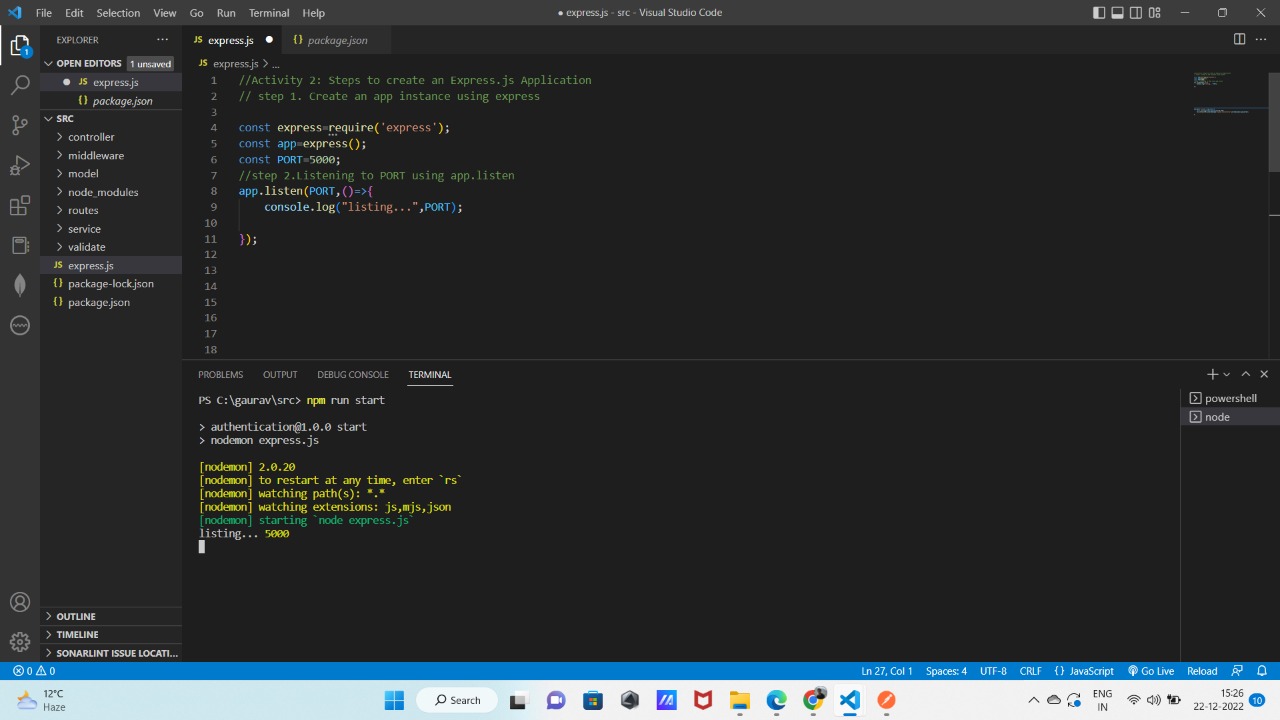 File Edit Selection View Go Run Terminal Help
● express.js - src - Visual Studio Code
EXPLORER
OPEN EDITORS 1 unsaved
JS express.js
{} package.json
SRC
controller
middleware
model
node_modules
routes
service
validate
JS express.js
{} package-lock.json
{} package.json
OUTLINE
TIMELINE
SONARLINT ISSUE LOCATI...
JS express.js ● {} package.json
JS express.js > ...
1 //Activity 2: Steps to create an Express.js Application
2 // step 1. Create an app instance using express
3
4 const express=require('express');
5 const app=express();
6 const PORT=5000;
7 //step 2.Listening to PORT using app.listen
8 app.listen(PORT,()=>{
9 console.log("listing...",PORT);
10
11 });
12
13
14
15
16
17
18
PROBLEMS OUTPUT DEBUG CONSOLE TERMINAL
PS C:\gaurav\src> npm run start
> authentication@1.0.0 start
> nodemon express.js
[nodemon] 2.0.20
[nodemon] to restart at any time, enter `rs`
[nodemon] watching path(s): *.*
[nodemon] watching extensions: js,mjs,json
[nodemon] starting `node express.js`
listing... 5000
powershell
node
0 0 Ln 27, Col 1 Spaces: 4 UTF-8 CRLF {} JavaScript Go Live Reload
12°C
Haze
Search
ENG
IN
15:26
22-12-2022
10